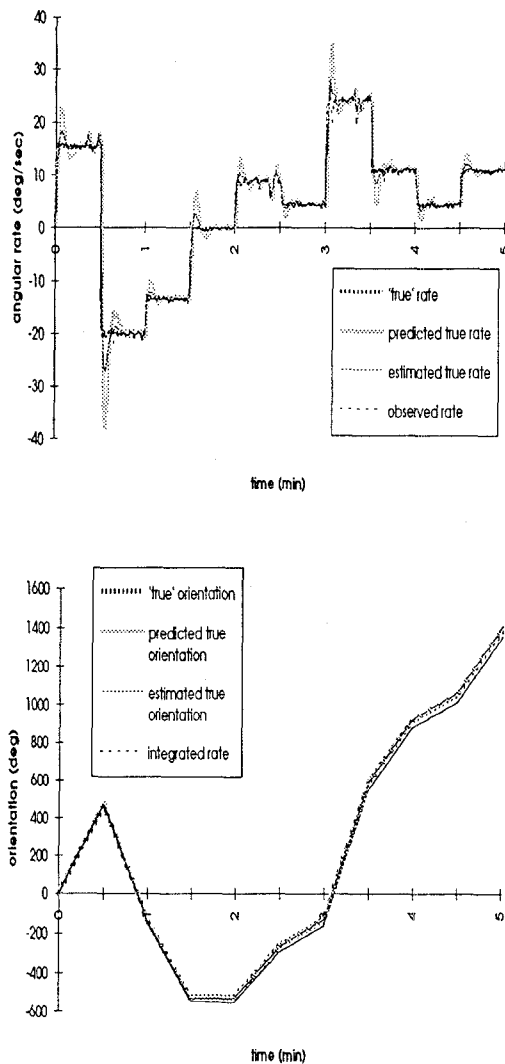 40
30
20
10
0
-10
-20
-30
-40
angular rate (deg/sec)
0
1
2
3
4
5
'true' rate
predicted true rate
estimated true rate
observed rate
time (min)
1600
1400
1200
1000
800
600
400
200
0
-200
-400
-600
orientation (deg)
'true' orientation
predicted true
orientation
estimated true
orientation
integrated rate
0
1
2
3
4
5
time (min)